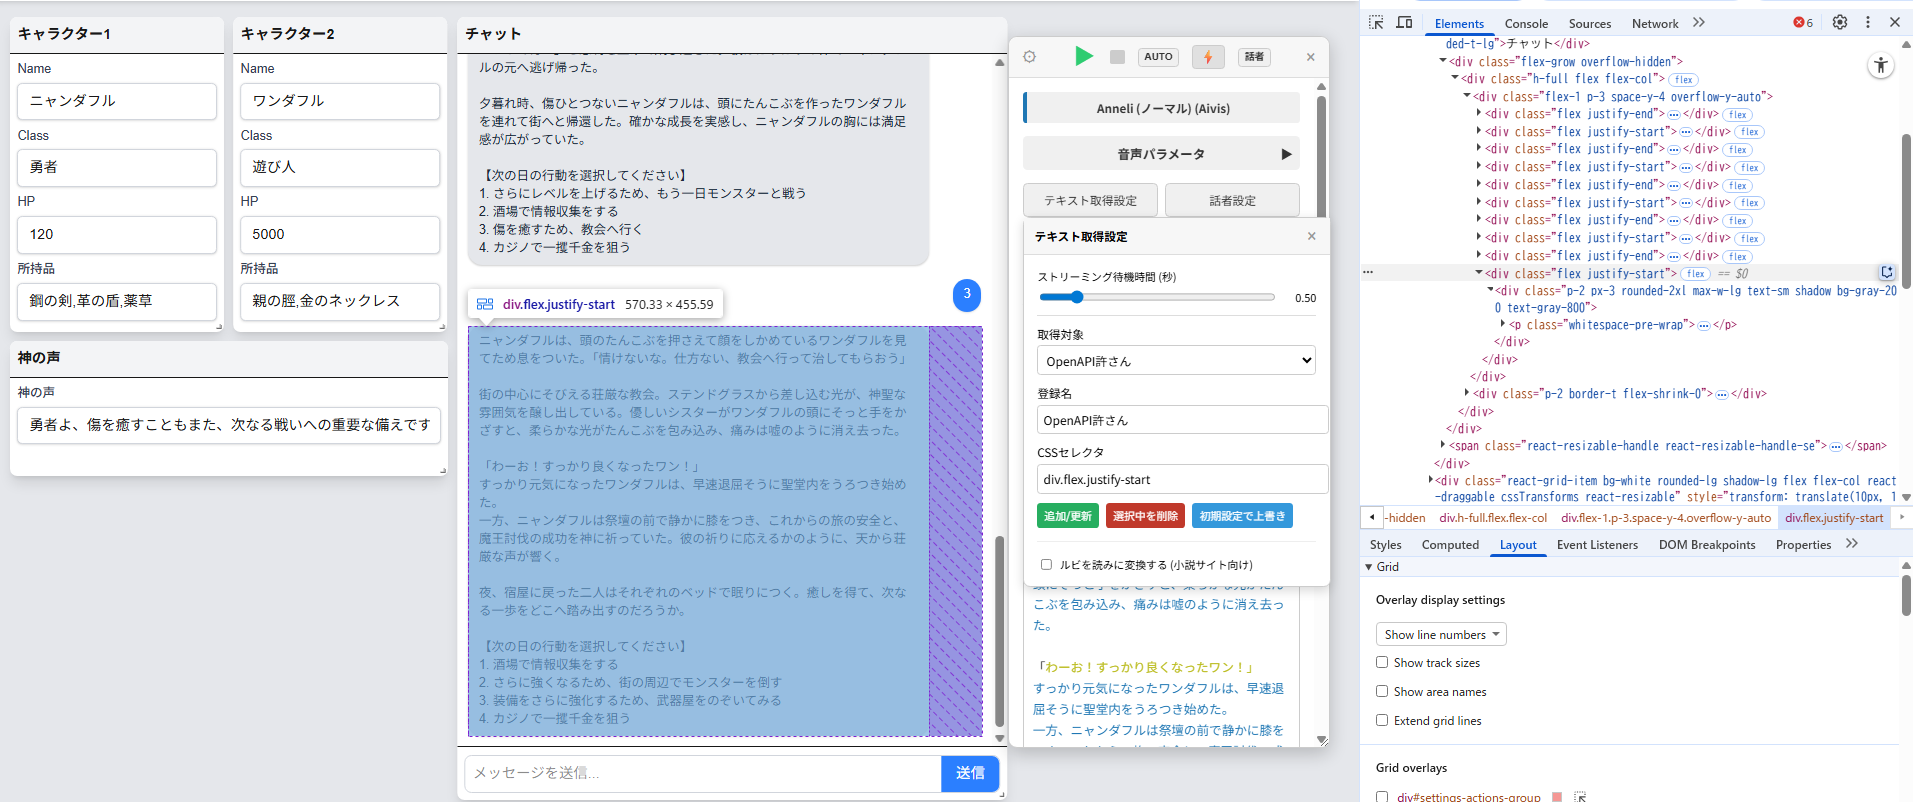 キャラクター1
Name
ニャンダフル
Class
勇者
HP
120
所持品
鋼の剣,革の盾,薬草
キャラクター2
Name
ワンダフル
Class
遊び人
HP
5000
所持品
親の脛,金のネックレス
神の声
神の声
勇者よ、傷を癒すこともまた、次なる戦いへの重要な備えです
チャット
ルの元へ逃げ帰った。
夕暮れ時、傷ひとつないニャンダフルは、頭にたんこぶを作ったワンダフル
を連れて街へと帰還した。確かな成長を実感し、ニャンダフルの胸には満足
感が広がっていた。
【次の日の行動を選択してください】
1. さらにレベルを上げるため、もう一日モンスターと戦う
2. 酒場で情報収集をする
3. 傷を癒すため、教会へ行く
4. カジノで一攫千金を狙う
3
div.flex.justify-start 570.33 × 455.59
ニャンダフルは、頭のたんこぶを押さえて顔をしかめているワンダフルを見
てため息をついた。「情けないな。仕方ない、教会へ行って治してもらおう」
街の中心にそびえる荘厳な教会。ステンドグラスから差し込む光が、神聖な
雰囲気を醸し出している。優しいシスターがワンダフルの頭にそっと手をか
ざすと、柔らかな光がたんこぶを包み込み、痛みは嘘のように消え去った。
「わーお！すっかり良くなったワン！」
すっかり元気になったワンダフルは、早速退屈そうに聖堂内をうろつき始め
た。
一方、ニャンダフルは祭壇の前で静かに膝をつき、これからの旅の安全と、
魔王討伐の成功を神に祈っていた。彼の祈りに応えるかのように、天から荘
厳な声が響く。
夜、宿屋に戻った二人はそれぞれのベッドで眠りにつく。癒しを得て、次な
る一歩をどこへ踏み出すのだろうか。
【次の日の行動を選択してください】
1. 酒場で情報収集をする
2. さらに強くなるため、街の周辺でモンスターを倒す
3. 装備をさらに強化するため、武器屋をのぞいてみる
4. カジノで一攫千金を狙う
メッセージを送信...
送信
AUTO
話者
×
Anneli (ノーマル) (Aivis)
音声パラメータ ▶
テキスト取得設定
話者設定
テキスト取得設定 ×
ストリーミング待機時間 (秒)
0.50
取得対象
OpenAPI許さん
登録名
OpenAPI許さん
CSSセレクタ
div.flex.justify-start
追加/更新
選択中を削除
初期設定で上書き
ルビを読みに変換する (小説サイト向け)
こぶを包み込み、痛みは嘘のように消え去っ
た。
「わーお！すっかり良くなったワン！」
すっかり元気になったワンダフルは、早速退
屈そうに聖堂内をうろつき始めた。
一方、ニャンダフルは祭壇の前で静かに膝を
Elements Console Sources Network 6
ded-t-lg">チャット</div>
<div class="flex-grow overflow-hidden">
<div class="h-full flex flex-col"> flex
<div class="flex-1 p-3 space-y-4 overflow-y-auto">
<div class="flex justify-end"> … </div> flex
<div class="flex justify-start"> … </div> flex
<div class="flex justify-end"> … </div> flex
<div class="flex justify-start"> … </div> flex
<div class="flex justify-end"> … </div> flex
<div class="flex justify-start"> … </div> flex
<div class="flex justify-end"> … </div> flex
<div class="flex justify-start"> … </div> flex
<div class="flex justify-end"> … </div> flex
<div class="flex justify-start"> flex == $0
<div class="p-2 px-3 rounded-2xl max-w-lg text-sm shadow bg-gray-20
0 text-gray-800">
<p class="whitespace-pre-wrap"> … </p>
</div>
</div>
</div>
<div class="p-2 border-t flex-shrink-0"> … </div>
</div>
</div>
<span class="react-resizable-handle react-resizable-handle-se"> … </span>
</div>
<div class="react-grid-item bg-white rounded-lg shadow-lg flex flex-col react
-draggable cssTransforms react-resizable" style="transform: translate(10px, 1
-hidden div.h-full.flex.flex-col div.flex-1.p-3.space-y-4.overflow-y-auto div.flex.justify-start
Styles Computed Layout Event Listeners DOM Breakpoints Properties
Grid
Overlay display settings
Show line numbers
Show track sizes
Show area names
Extend grid lines
Grid overlays
div#settings-actions-group